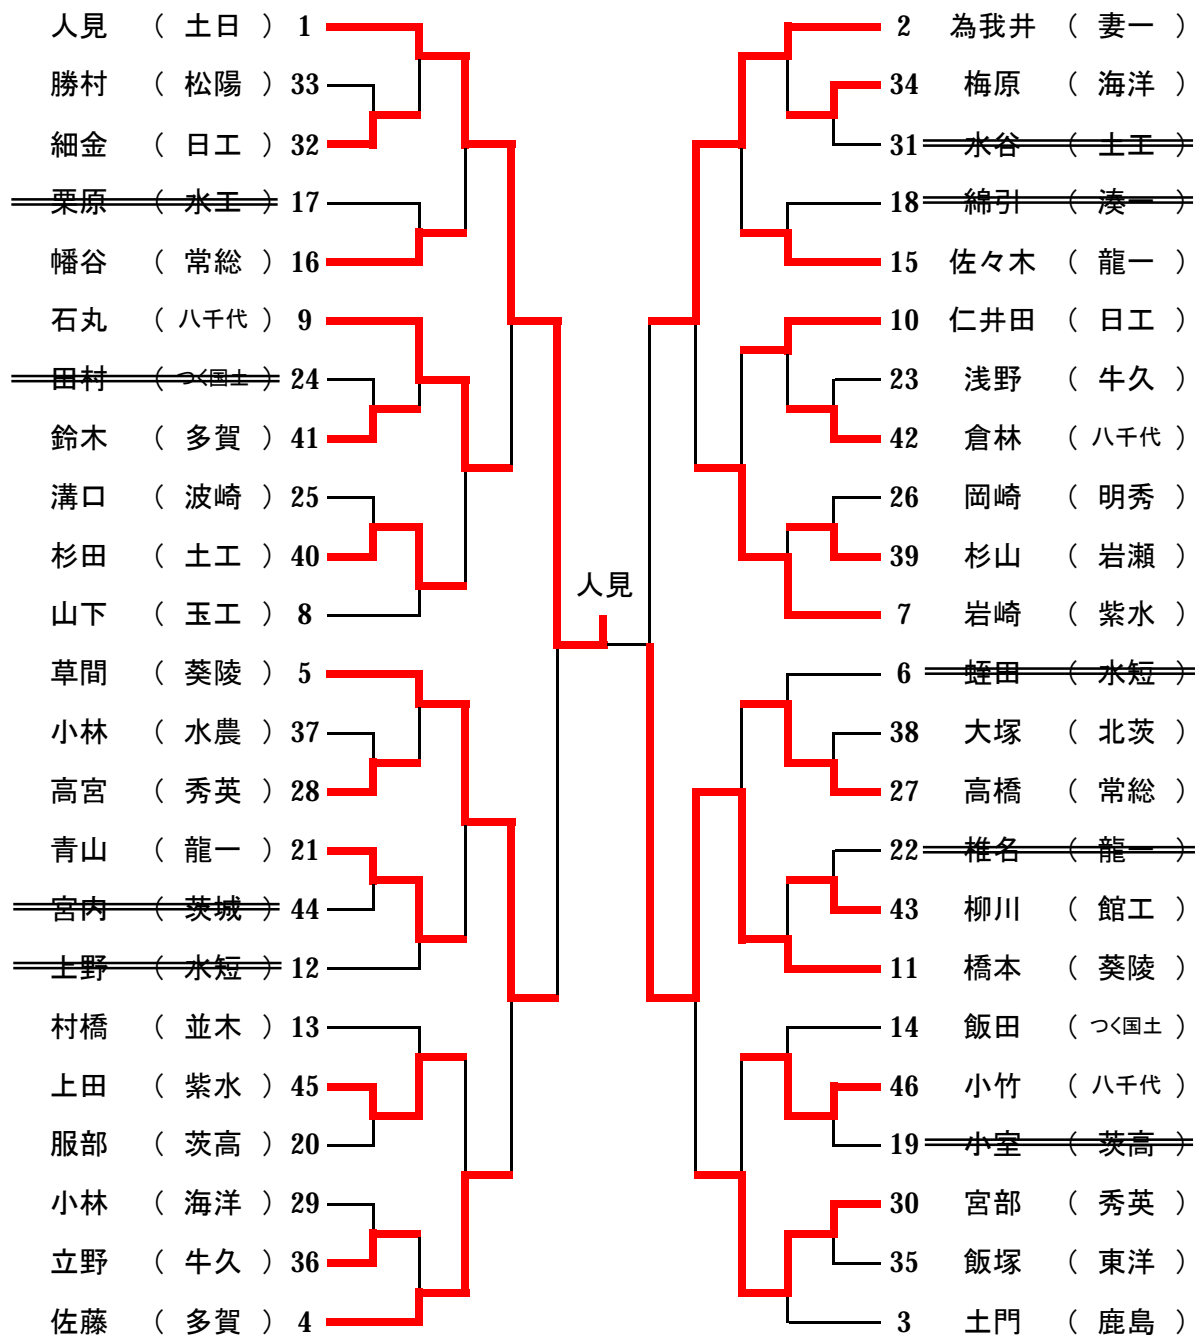 人見 ( 土日 ) 1
勝村 ( 松陽 ) 33
細金 ( 日工 ) 32
栗原 ( 水工 ) 17
幡谷 ( 常総 ) 16
石丸 ( 八千代 ) 9
田村 ( つく国土 ) 24
鈴木 ( 多賀 ) 41
溝口 ( 波崎 ) 25
杉田 ( 土工 ) 40
山下 ( 玉工 ) 8
草間 ( 葵陵 ) 5
小林 ( 水農 ) 37
高宮 ( 秀英 ) 28
青山 ( 龍一 ) 21
宮内 ( 茨城 ) 44
上野 ( 水短 ) 12
村橋 ( 並木 ) 13
上田 ( 紫水 ) 45
服部 ( 茨高 ) 20
小林 ( 海洋 ) 29
立野 ( 牛久 ) 36
佐藤 ( 多賀 ) 4
人見
2 為我井 ( 妻一 )
34 梅原 ( 海洋 )
31 水谷 ( 土工 )
18 綿引 ( 湊一 )
15 佐々木 ( 龍一 )
10 仁井田 ( 日工 )
23 浅野 ( 牛久 )
42 倉林 ( 八千代 )
26 岡崎 ( 明秀 )
39 杉山 ( 岩瀬 )
7 岩崎 ( 紫水 )
6 蛭田 ( 水短 )
38 大塚 ( 北茨 )
27 高橋 ( 常総 )
22 椎名 ( 龍一 )
43 柳川 ( 館工 )
11 橋本 ( 葵陵 )
14 飯田 ( つく国土 )
46 小竹 ( 八千代 )
19 小室 ( 茨高 )
30 宮部 ( 秀英 )
35 飯塚 ( 東洋 )
3 土門 ( 鹿島 )